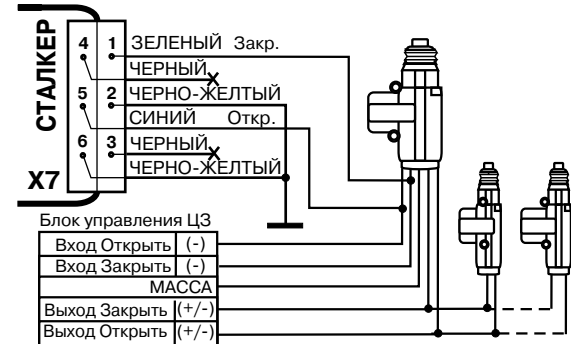 СТАЛКЕР
X7
4 1 ЗЕЛЕНЫЙ Закр.
ЧЕРНЫЙ
5 2 ЧЕРНО-ЖЕЛТЫЙ
СИНИЙ Откр.
6 3 ЧЕРНЫЙ
ЧЕРНО-ЖЕЛТЫЙ
Блок управления ЦЗ
Вход Открыть (-)
Вход Закрыть (-)
МАССА
Выход Закрыть (+/-)
Выход Открыть (+/-)